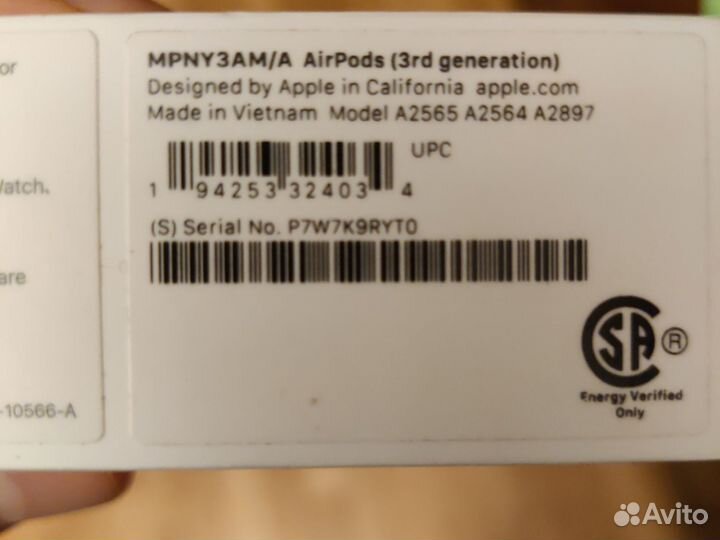 or
Watch.
are
-10566-A
MPNY3AM/A AirPods (3rd generation)
Designed by Apple in California apple.com
Made in Vietnam Model A2565 A2564 A2897
UPC
1 94253 32403 4
(S) Serial No. P7W7K9RYT0
SA ®
Energy Verified
Only
Avito